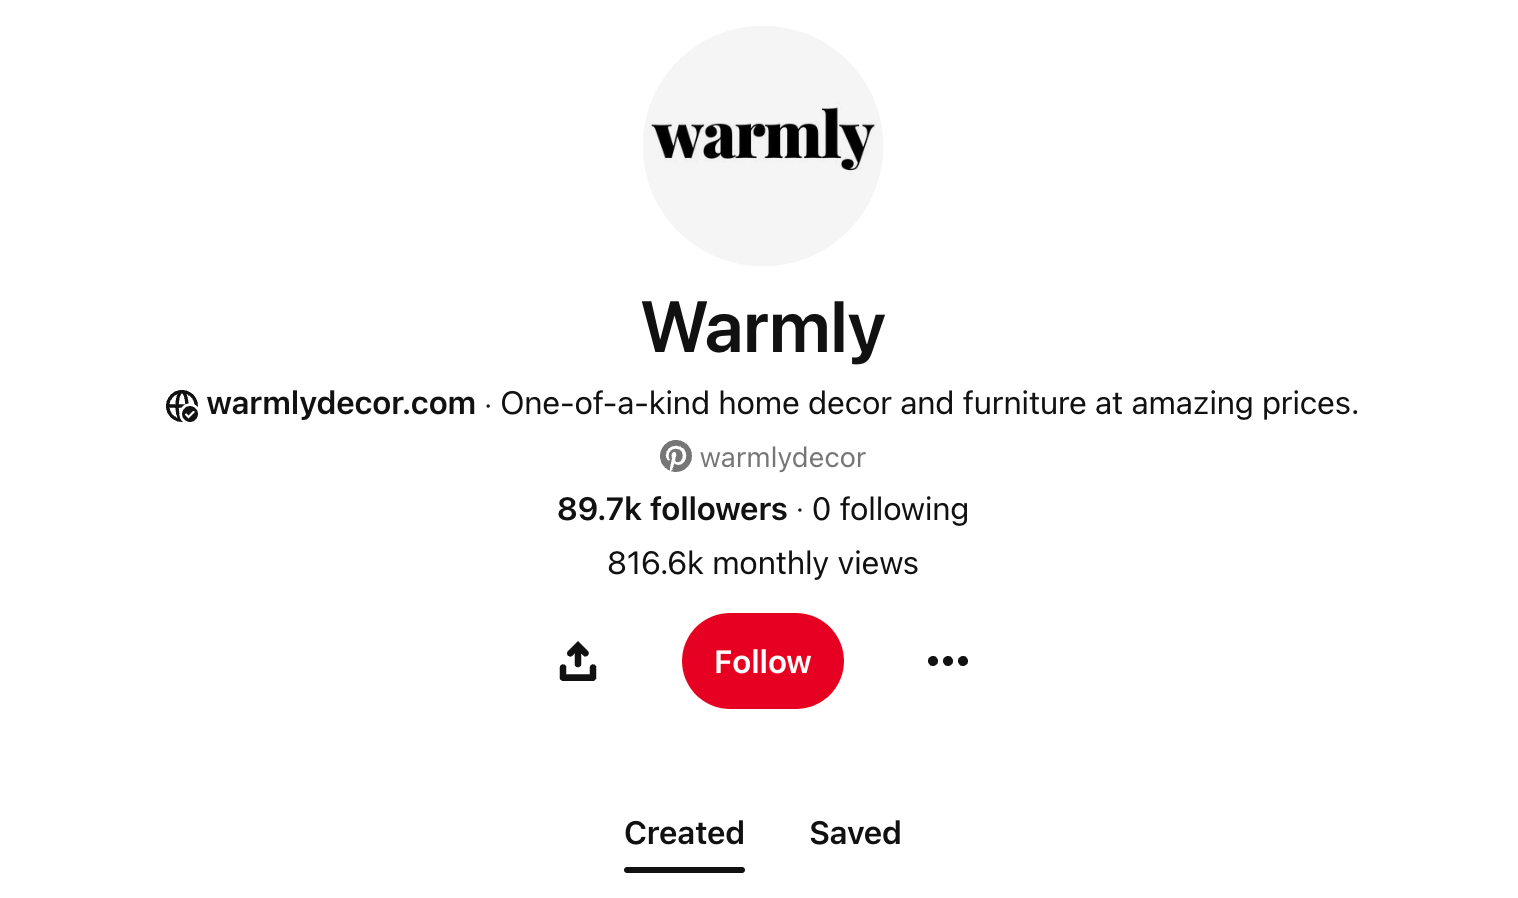 warmly
Warmly
warmlydecor.com · One-of-a-kind home decor and furniture at amazing prices.
warmlydecor
89.7k followers · 0 following
816.6k monthly views
Follow
Created Saved